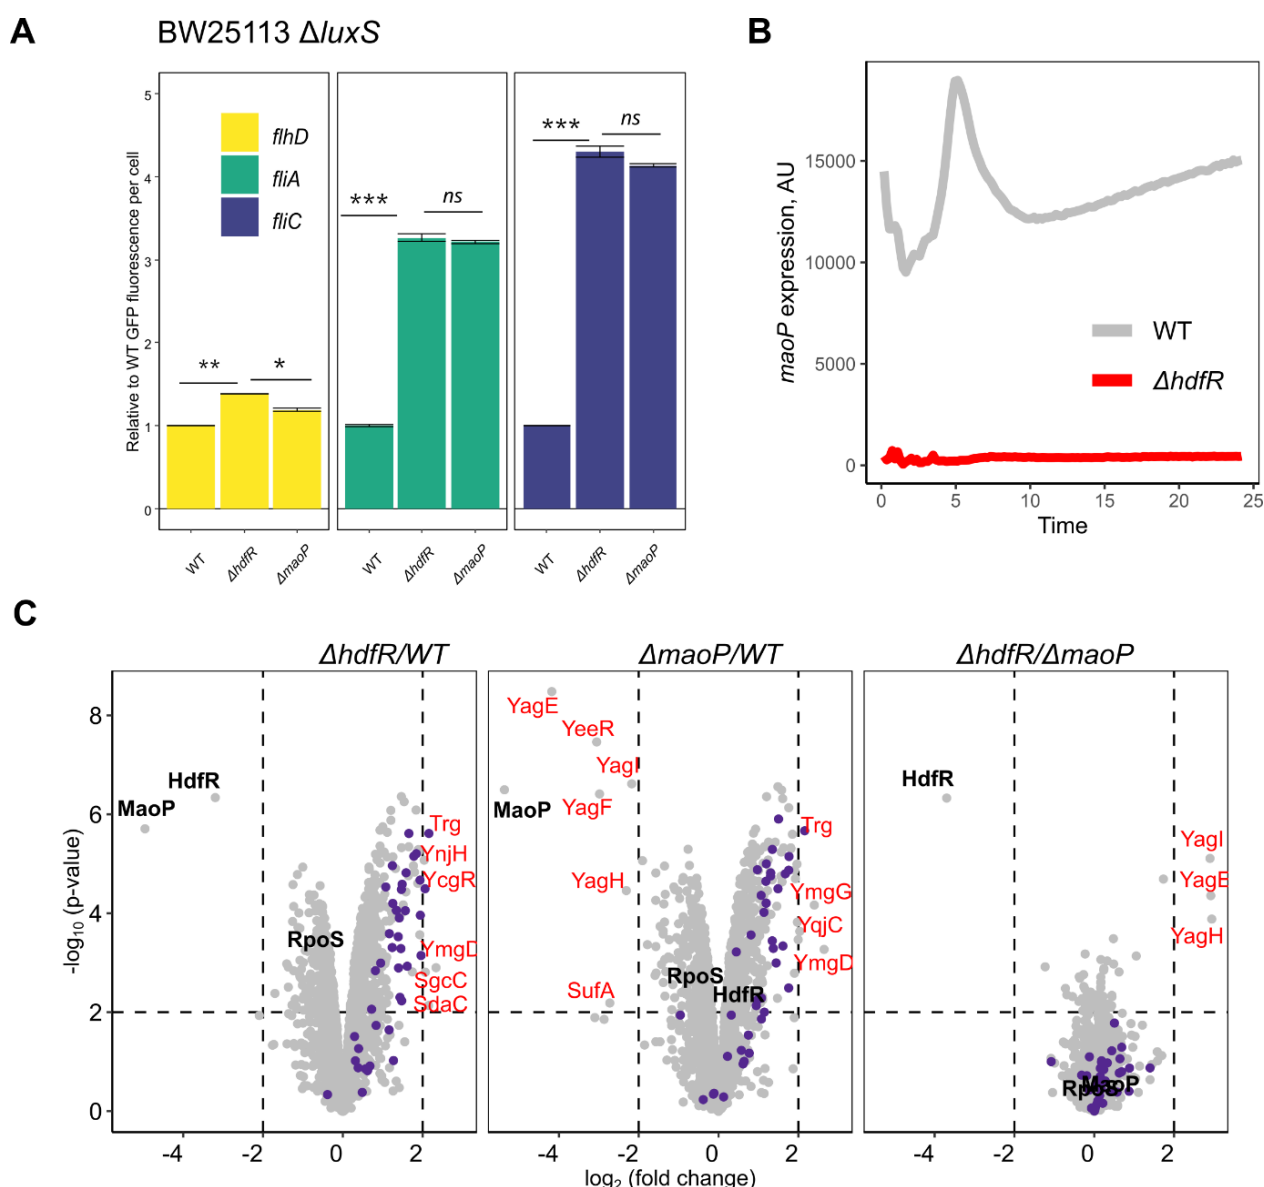 A
BW25113 ΔluxS
Relative to WT GFP fluorescence per cell
5
4
3
2
1
0
flhD
fliA
fliC
**
*
***
ns
***
ns
WT
ΔhdfR
ΔmaoP
WT
ΔhdfR
ΔmaoP
WT
ΔhdfR
ΔmaoP
B
maoP expression, AU
15000
10000
5000
0
WT
ΔhdfR
0
5
10
15
20
25
Time
C
ΔhdfR/WT
ΔmaoP/WT
ΔhdfR/ΔmaoP
-log10 (p-value)
8
6
4
2
0
HdfR
MaoP
Trg
YnjH
YcgR
RpoS
YmgD
SgcC
SdaC
YagE
YeeR
YagI
YagF
MaoP
Trg
YagH
YmgG
YqjC
RpoS
YmgD
HdfR
SufA
HdfR
YagI
YagE
YagH
MaoP
RpoS
-4
-2
0
2
-4
-2
0
2
-4
-2
0
2
log2 (fold change)